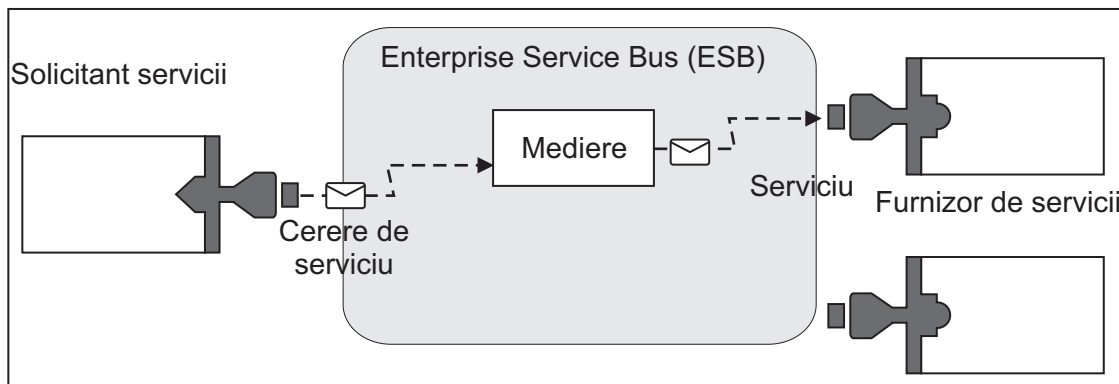 Enterprise Service Bus (ESB)
Solicitant servicii
Mediere
Serviciu
Furnizor de servicii
Cerere de
serviciu